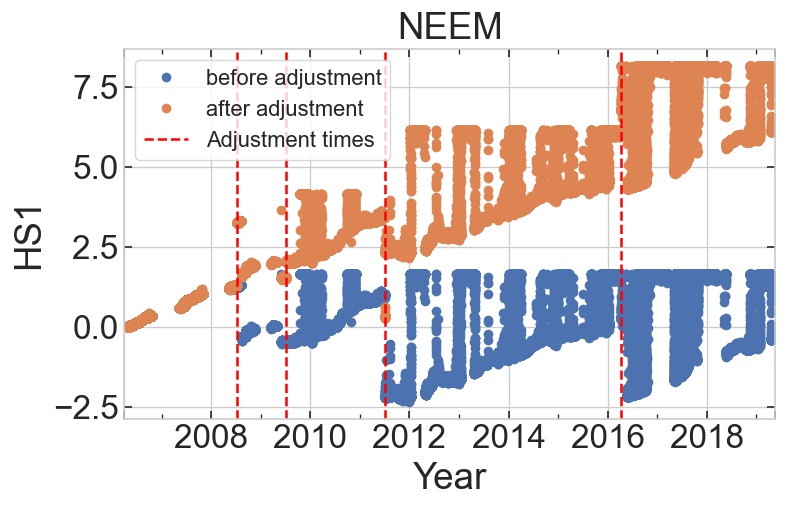 NEEM
before adjustment
after adjustment
Adjustment times
7.5
5.0
2.5
0.0
−2.5
HS1
2008 2010 2012 2014 2016 2018
Year